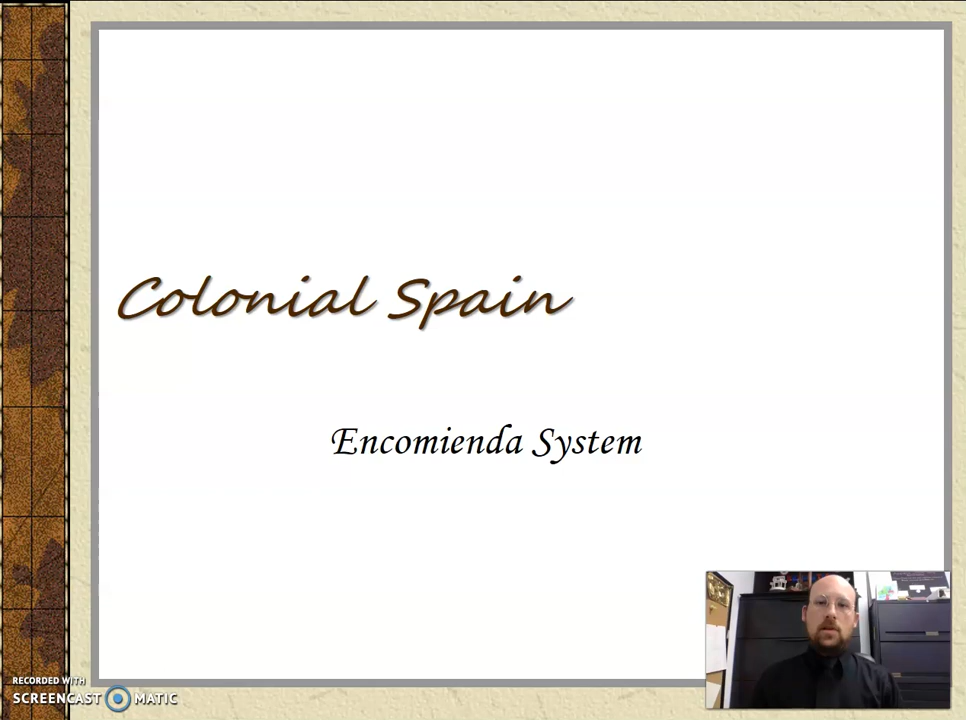 Colonial Spain
Encomienda System
RECORDED WITH
SCREENCAST MATIC